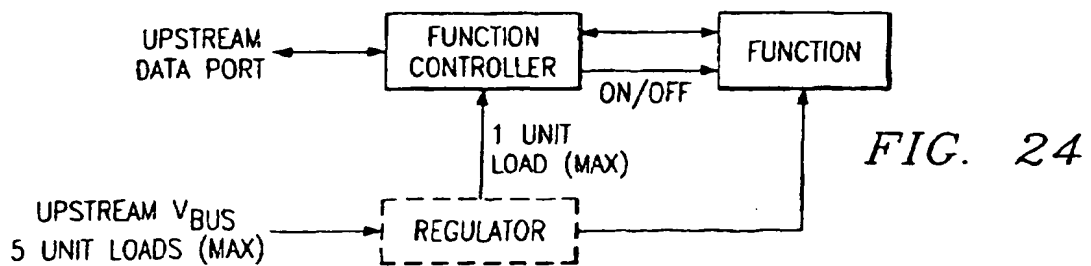 UPSTREAM
DATA PORT
FUNCTION
CONTROLLER
FUNCTION
ON/OFF
1 UNIT
LOAD (MAX)
FIG. 24
UPSTREAM VBUS
5 UNIT LOADS (MAX)
REGULATOR